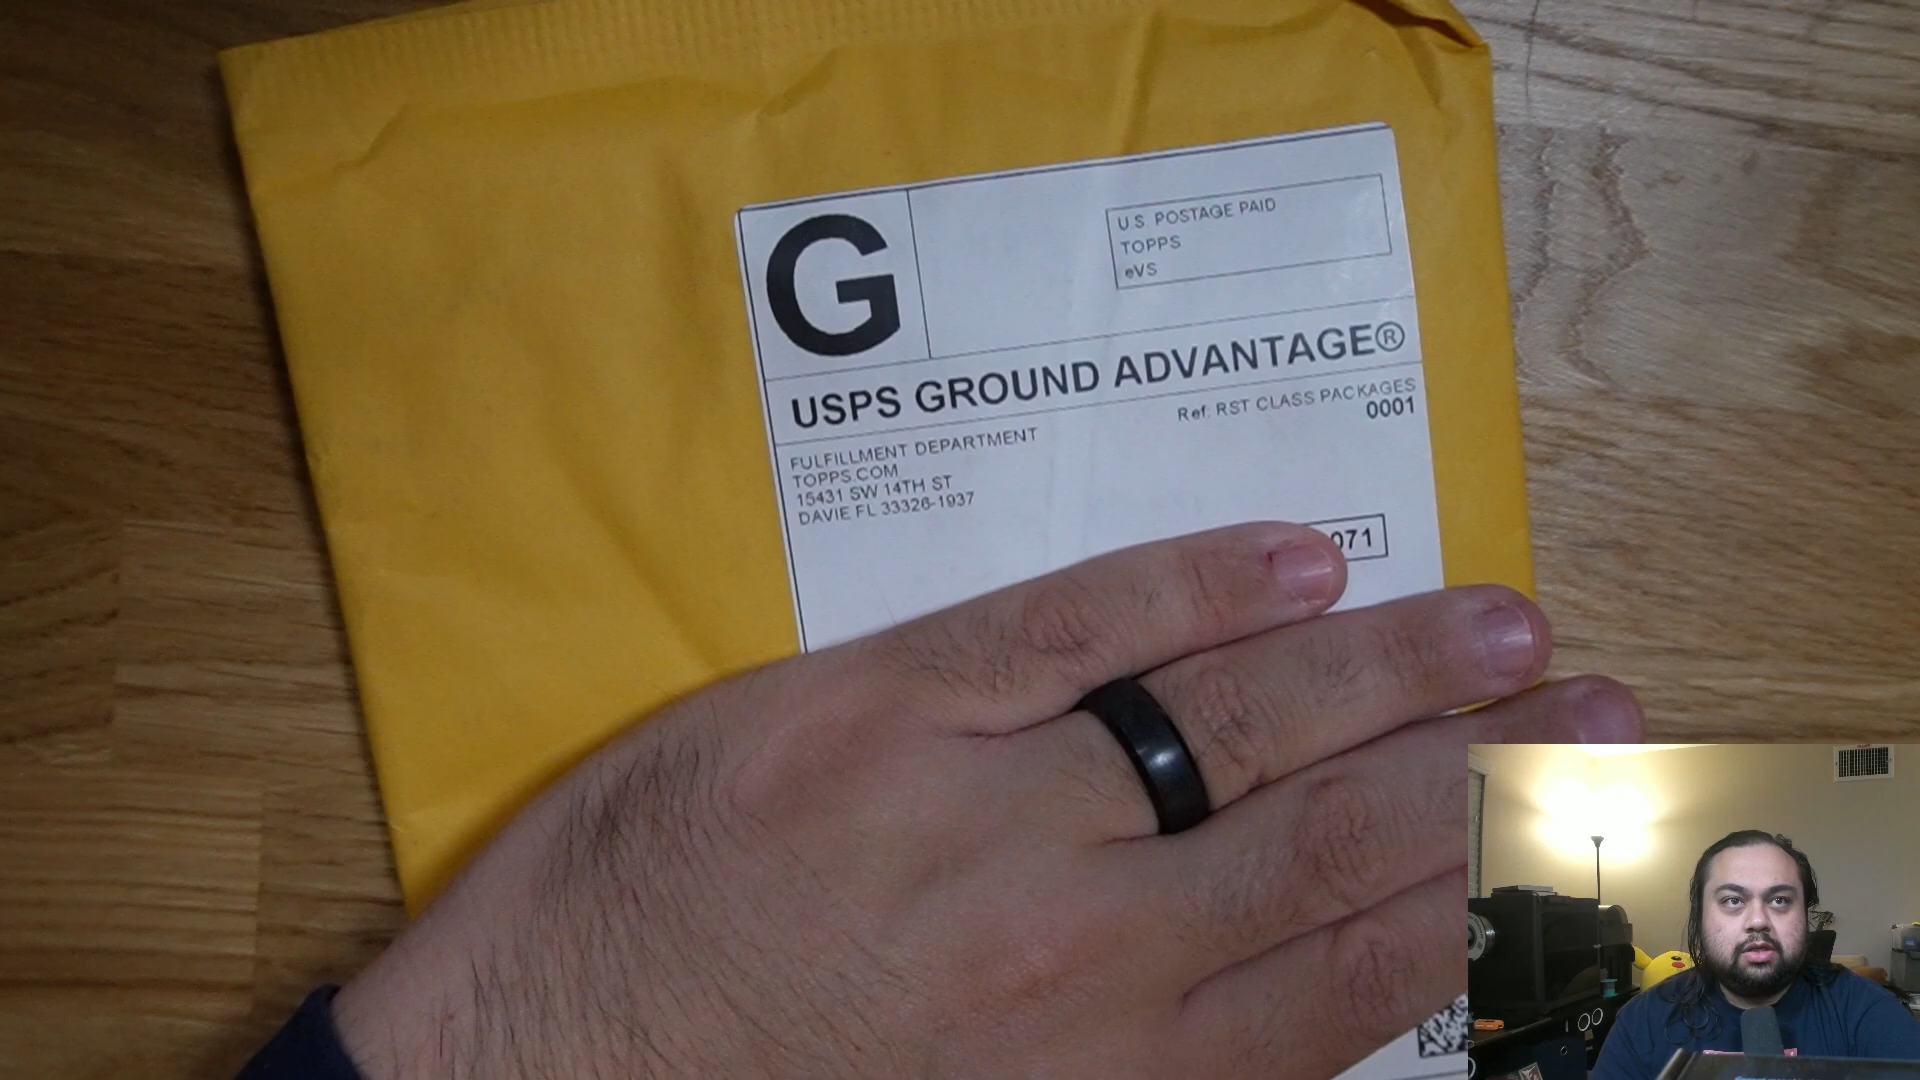 G
U.S. POSTAGE PAID
TOPPS
eVS
USPS GROUND ADVANTAGE®
Ref: RST CLASS PACKAGES
0001
FULFILLMENT DEPARTMENT
TOPPS.COM
15431 SW 14TH ST
DAVIE FL 33326-1937
071